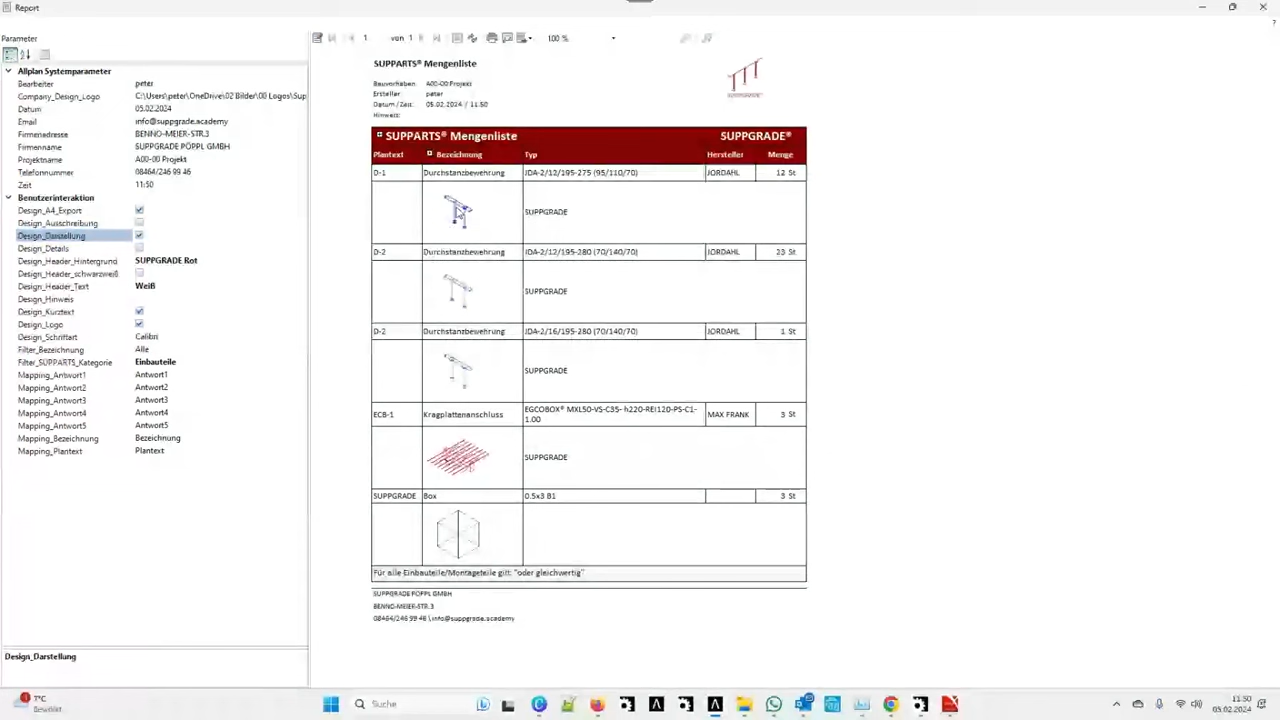 Report
Parameter
1 von 1 100 %
Allplan Systemparameter
Bearbeiter peter
Company_Design_Logo C:\Users\peter\OneDrive\02 Bilder\00 Logos\Sup
Datum 05.02.2024
Email info@suppgrade.academy
Firmenadresse BENNO-MEIER-STR.3
Firmenname SUPPGRADE PÖPPL GMBH
Projektname A00-00 Projekt
Telefonnummer 08464/246 99 46
Zeit 11:50
Benutzerinteraktion
Design_A4_Export
Design_Ausschreibung
Design_Darstellung
Design_Details
Design_Header_Hintergrund SUPPGRADE Rot
Design_Header_schwarzweiß
Design_Header_Text Weiß
Design_Hinweis
Design_Kurztext
Design_Logo
Design_Schriftart Calibri
Filter_Bezeichnung Alle
Filter_SUPPARTS_Kategorie Einbauteile
Mapping_Antwort1 Antwort1
Mapping_Antwort2 Antwort2
Mapping_Antwort3 Antwort3
Mapping_Antwort4 Antwort4
Mapping_Antwort5 Antwort5
Mapping_Bezeichnung Bezeichnung
Mapping_Plantext Plantext
Design_Darstellung
SUPPARTS® Mengenliste
Bauvorhaben: A00-00 Projekt
Ersteller: peter
Datum / Zeit: 05.02.2024 / 11:50
Hinweis:
SUPPGRADE
SUPPARTS® Mengenliste SUPPGRADE®
Plantext Bezeichnung Typ Hersteller Menge
D-1 Durchstanzbewehrung JDA-2/12/195-275 (95/110/70) JORDAHL 12 St
SUPPGRADE
D-2 Durchstanzbewehrung JDA-2/12/195-280 (70/140/70) JORDAHL 23 St
SUPPGRADE
D-2 Durchstanzbewehrung JDA-2/16/195-280 (70/140/70) JORDAHL 1 St
SUPPGRADE
ECB-1 Kragplattenanschluss EGCOBOX® MXL50-VS-C35- h220-REI120-PS-C1-
1.00 MAX FRANK 3 St
SUPPGRADE
SUPPGRADE Box 0.5x3 B1 3 St
Für alle Einbauteile/Montageteile gilt: "oder gleichwertig"
SUPPGRADE PÖPPL GMBH
BENNO-MEIER-STR.3
08464/246 99 46 \ info@suppgrade.academy
7°C
Bewölkt
Suche
11:50
05.02.2024